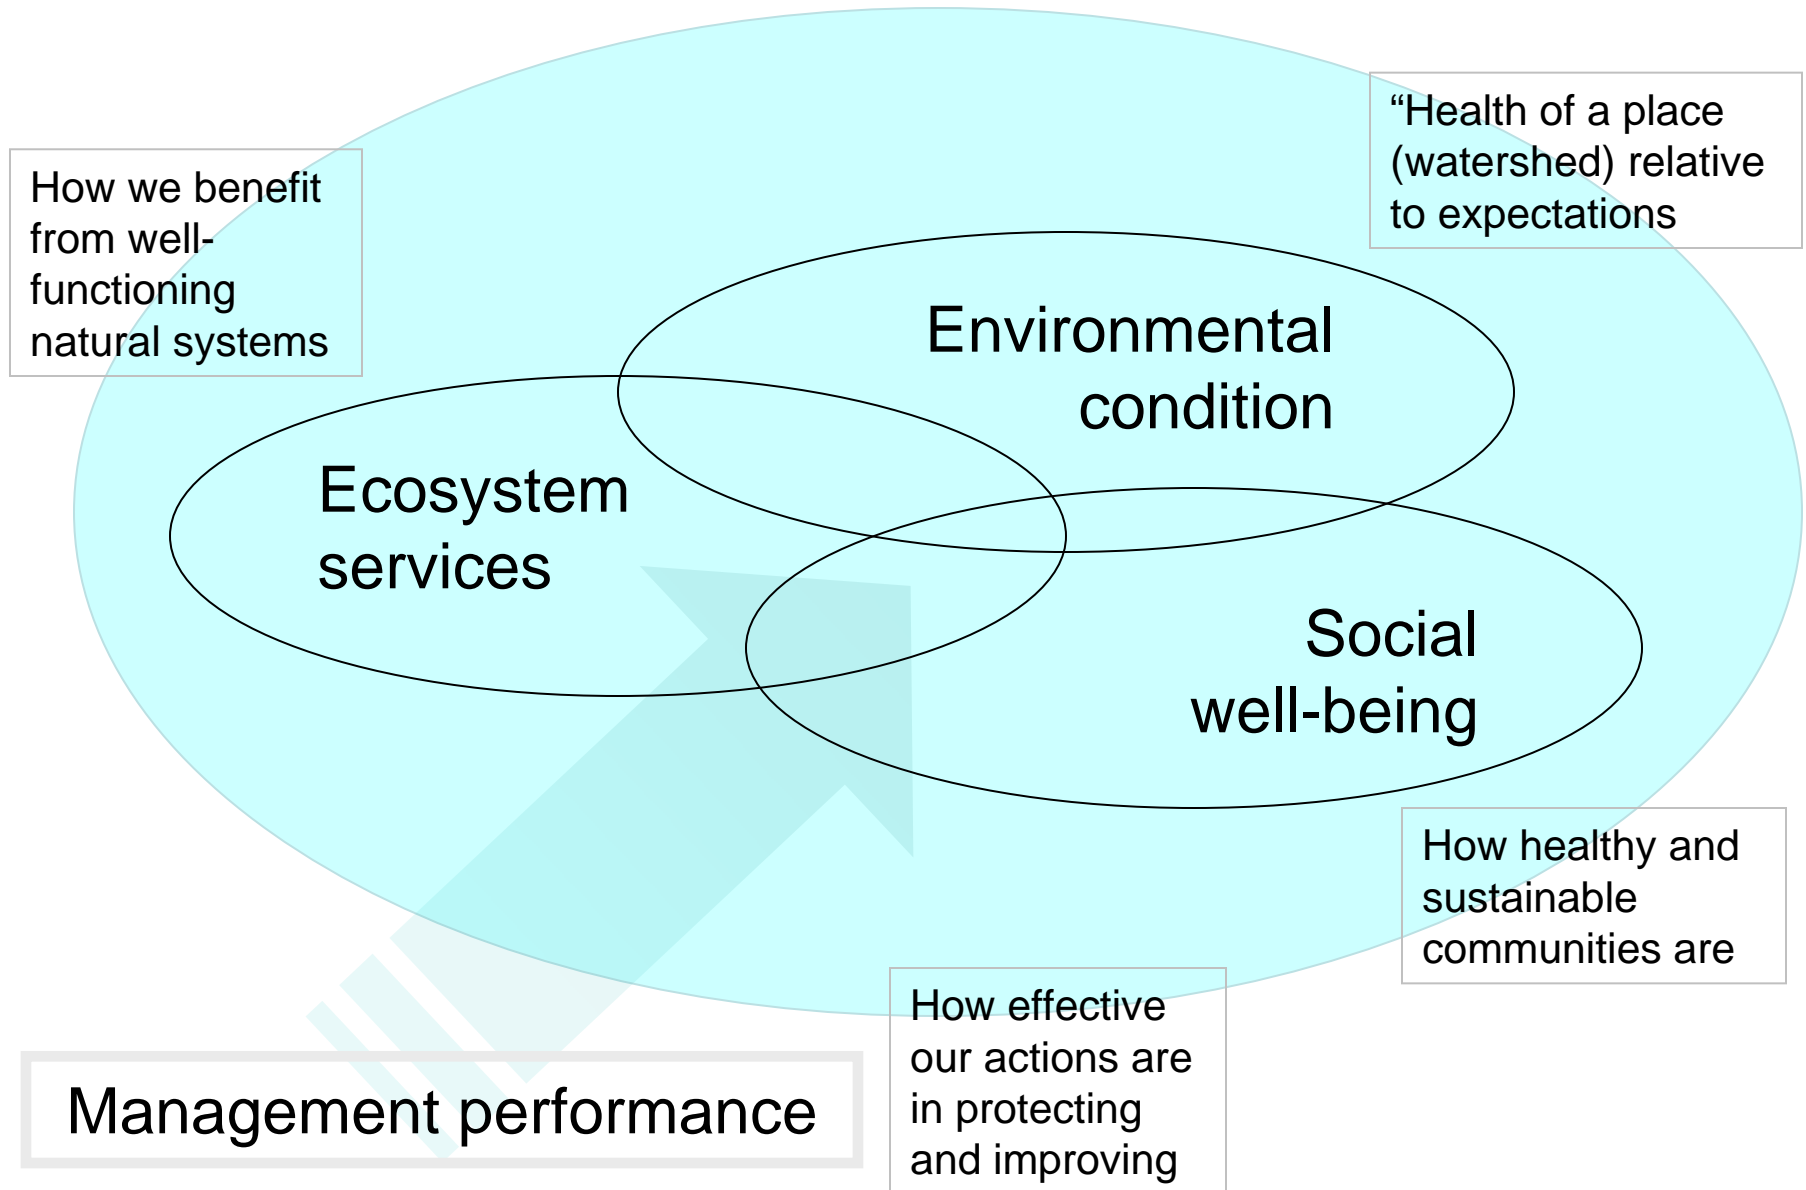 “Health of a place
(watershed) relative
to expectations
How we benefit
from well-
functioning
natural systems
Environmental
condition
Ecosystem
services
Social
well-being
How healthy and
sustainable
communities are
How effective
our actions are
in protecting
and improving
Management performance